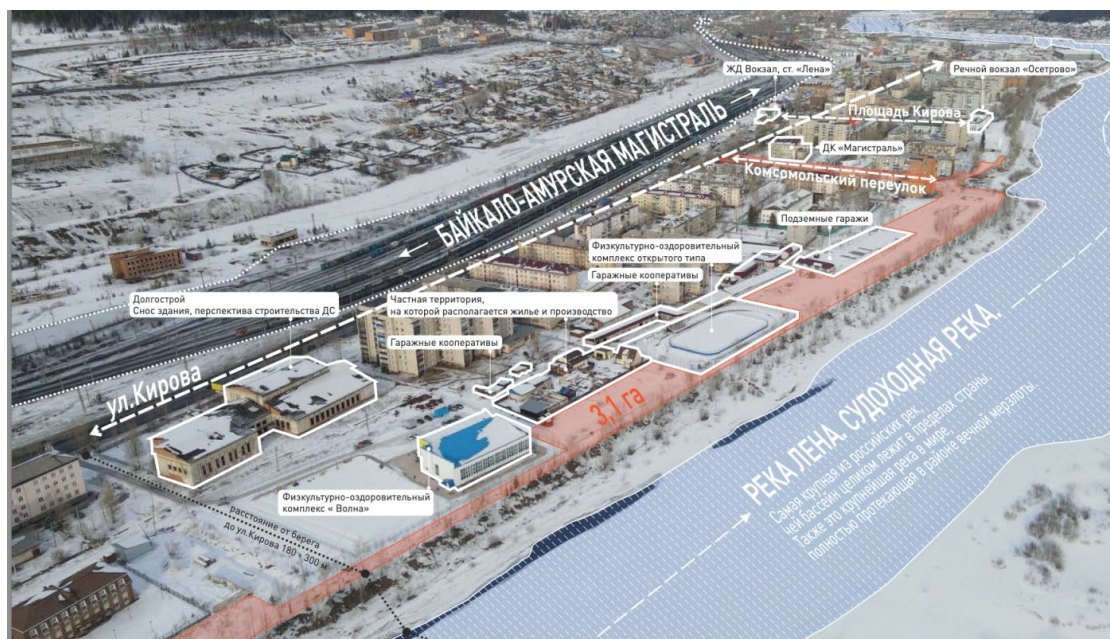 ЖД Вокзал, ст. «Лена»
Речной вокзал «Осетрово»
Площадь Кирова
БАЙКАЛО-АМУРСКАЯ МАГИСТРАЛЬ
ДК «Магистраль»
Комсомольский переулок
Подземные гаражи
Физкультурно-оздоровительный
комплекс открытого типа
Гаражные кооперативы
Долгострой
Снос здания, перспектива строительства ДС
Частная территория,
на которой располагается жилье и производство
Гаражные кооперативы
ул.Кирова
3,1 га
Физкультурно-оздоровительный
комплекс « Волна»
расстояние от берега
до ул.Кирова 180 - 300 м
РЕКА ЛЕНА. СУДОХОДНАЯ РЕКА.
Самая крупная из российских рек,
чей бассейн целиком лежит в пределах страны.
Также это крупнейшая река в мире,
полностью протекающая в районе вечной мерзлоты.